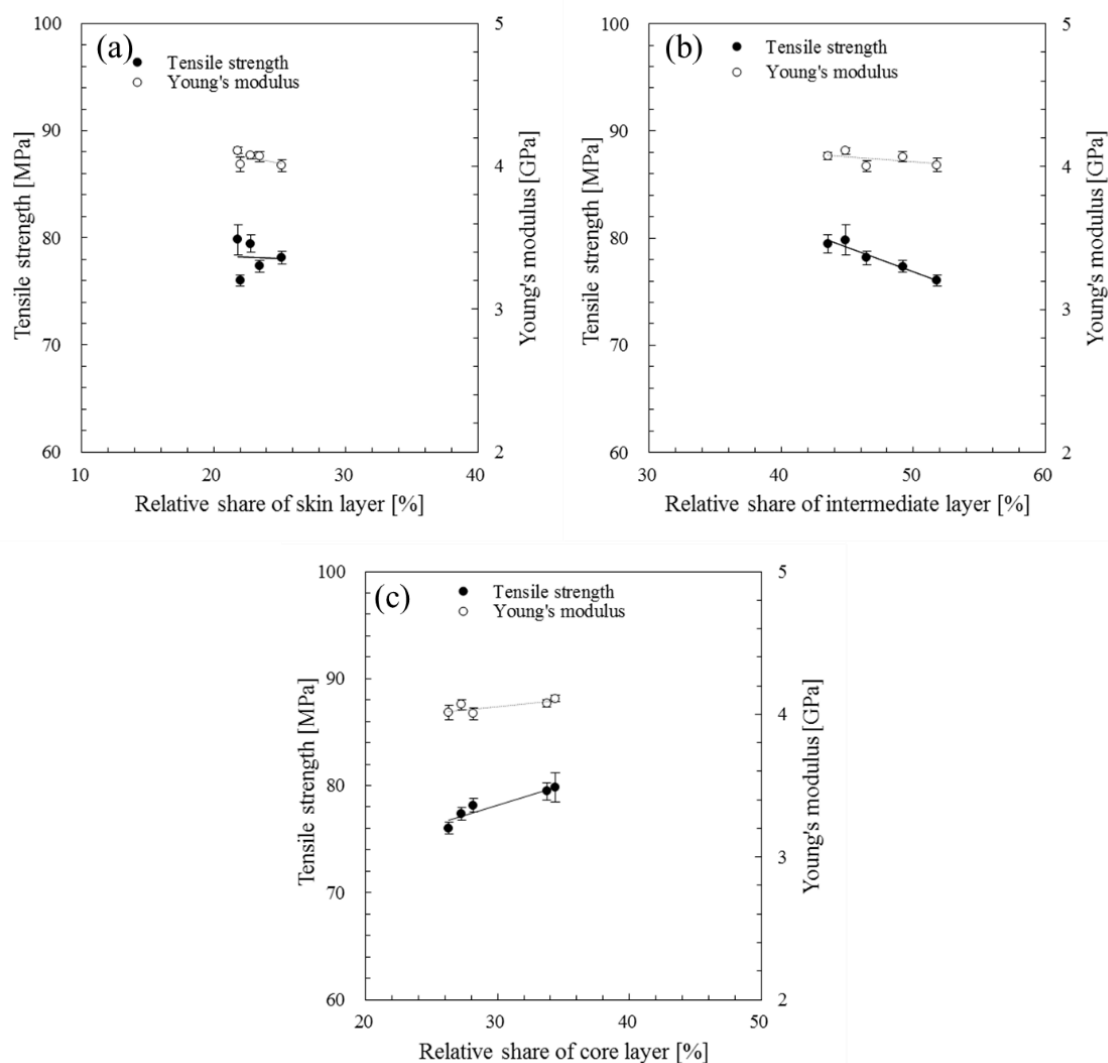 (a)
Tensile strength
Young's modulus
100
90
80
70
60
Tensile strength [MPa]
5
4
3
2
Young's modulus [GPa]
10
20
30
40
Relative share of skin layer [%]
(b)
Tensile strength
Young's modulus
100
90
80
70
60
Tensile strength [MPa]
5
4
3
2
Young's modulus [GPa]
30
40
50
60
Relative share of intermediate layer [%]
(c)
Tensile strength
Young's modulus
100
90
80
70
60
Tensile strength [MPa]
5
4
3
2
Young's modulus [GPa]
20
30
40
50
Relative share of core layer [%]